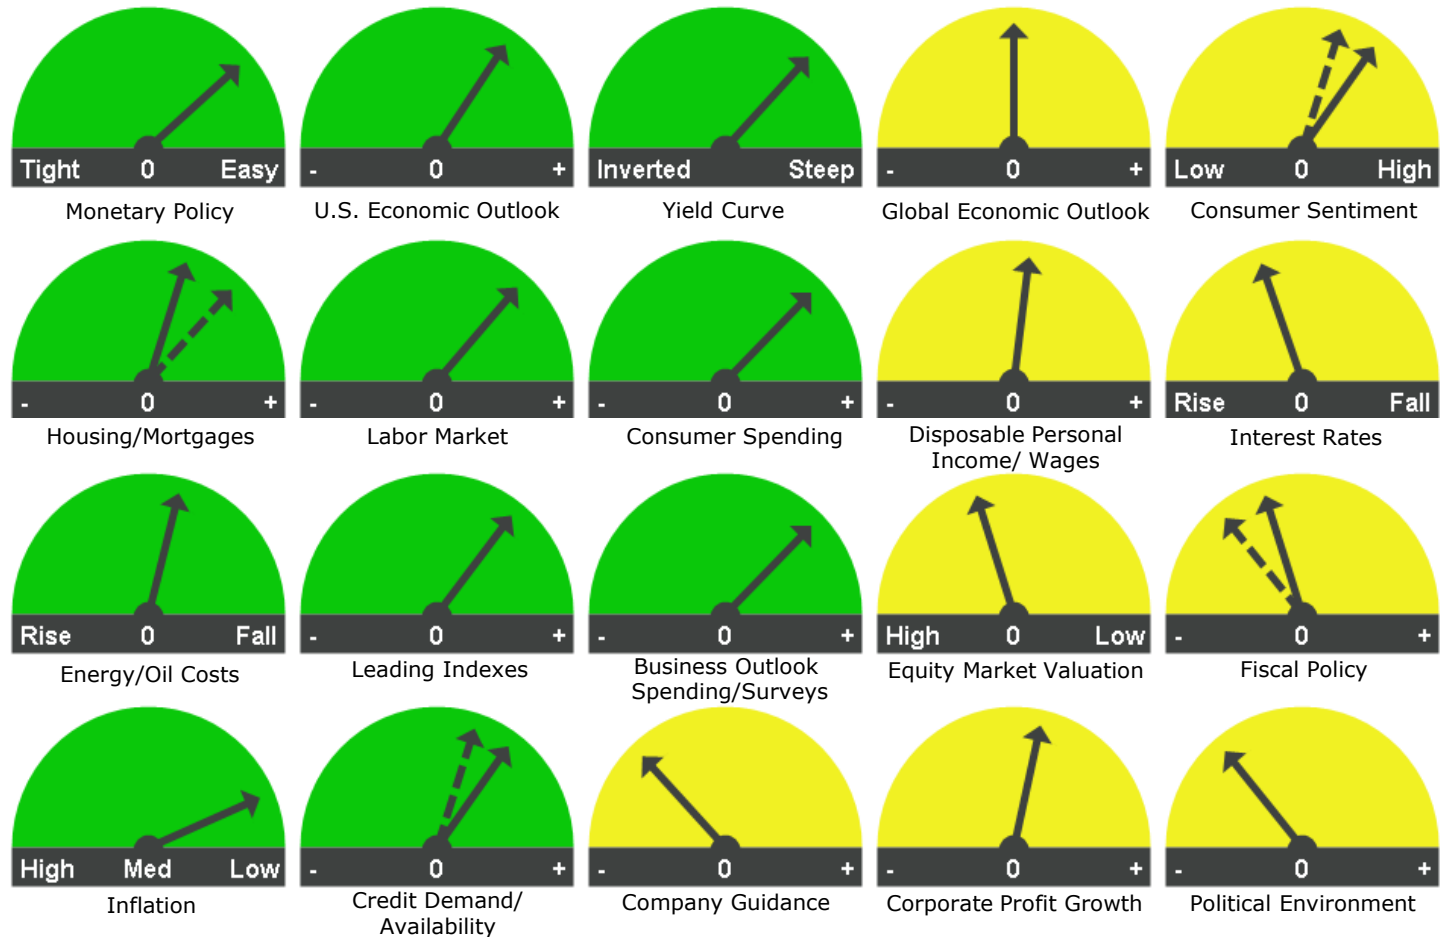 Tight 0 Easy
Monetary Policy
- 0 +
U.S. Economic Outlook
Inverted 0 Steep
Yield Curve
- 0 +
Global Economic Outlook
Low 0 High
Consumer Sentiment
- 0 +
Housing/Mortgages
- 0 +
Labor Market
- 0 +
Consumer Spending
- 0 +
Disposable Personal
Income/ Wages
Rise 0 Fall
Interest Rates
Rise 0 Fall
Energy/Oil Costs
- 0 +
Leading Indexes
- 0 +
Business Outlook
Spending/Surveys
High 0 Low
Equity Market Valuation
- 0 +
Fiscal Policy
High Med Low
Inflation
- 0 +
Credit Demand/
Availability
- 0 +
Company Guidance
- 0 +
Corporate Profit Growth
- 0 +
Political Environment